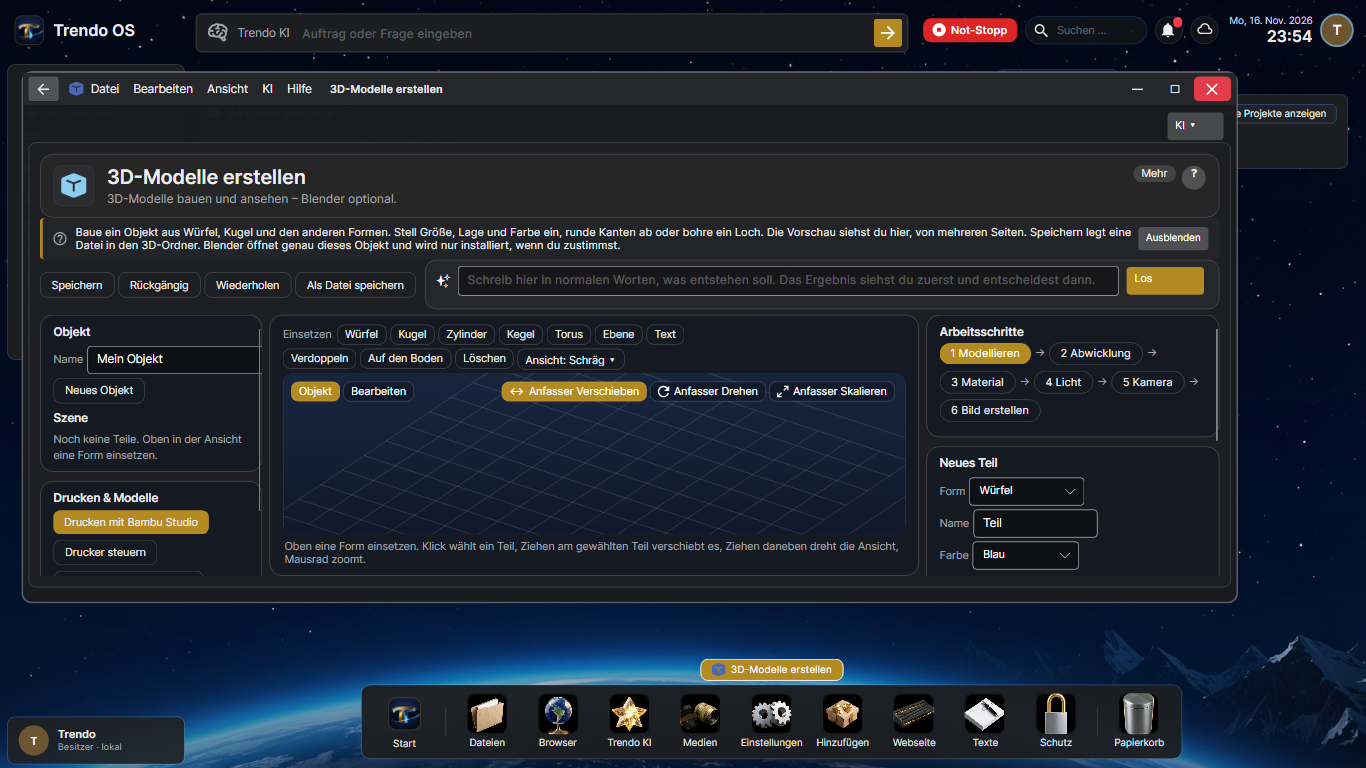 Trendo OS
Trendo KI Auftrag oder Frage eingeben
Not-Stopp
Suchen ...
Mo, 16. Nov. 2026
23:54
T
Datei Bearbeiten Ansicht KI Hilfe 3D-Modelle erstellen
KI
e Projekte anzeigen
3D-Modelle erstellen
3D-Modelle bauen und ansehen – Blender optional.
Mehr ?
Baue ein Objekt aus Würfel, Kugel und den anderen Formen. Stell Größe, Lage und Farbe ein, runde Kanten ab oder bohre ein Loch. Die Vorschau siehst du hier, von mehreren Seiten. Speichern legt eine
Datei in den 3D-Ordner. Blender öffnet genau dieses Objekt und wird nur installiert, wenn du zustimmst.
Ausblenden
Speichern Rückgängig Wiederholen Als Datei speichern
Schreib hier in normalen Worten, was entstehen soll. Das Ergebnis siehst du zuerst und entscheidest dann.
Los
Objekt
Name Mein Objekt
Neues Objekt
Szene
Noch keine Teile. Oben in der Ansicht
eine Form einsetzen.
Drucken & Modelle
Drucken mit Bambu Studio
Drucker steuern
Einsetzen Würfel Kugel Zylinder Kegel Torus Ebene Text
Verdoppeln Auf den Boden Löschen Ansicht: Schräg
Objekt Bearbeiten Anfasser Verschieben Anfasser Drehen Anfasser Skalieren
Oben eine Form einsetzen. Klick wählt ein Teil, Ziehen am gewählten Teil verschiebt es, Ziehen daneben dreht die Ansicht,
Mausrad zoomt.
Arbeitsschritte
1 Modellieren → 2 Abwicklung →
3 Material → 4 Licht → 5 Kamera →
6 Bild erstellen
Neues Teil
Form Würfel
Name Teil
Farbe Blau
3D-Modelle erstellen
T
Trendo
Besitzer · lokal
Start Dateien Browser Trendo KI Medien Einstellungen Hinzufügen Webseite Texte Schutz Papierkorb